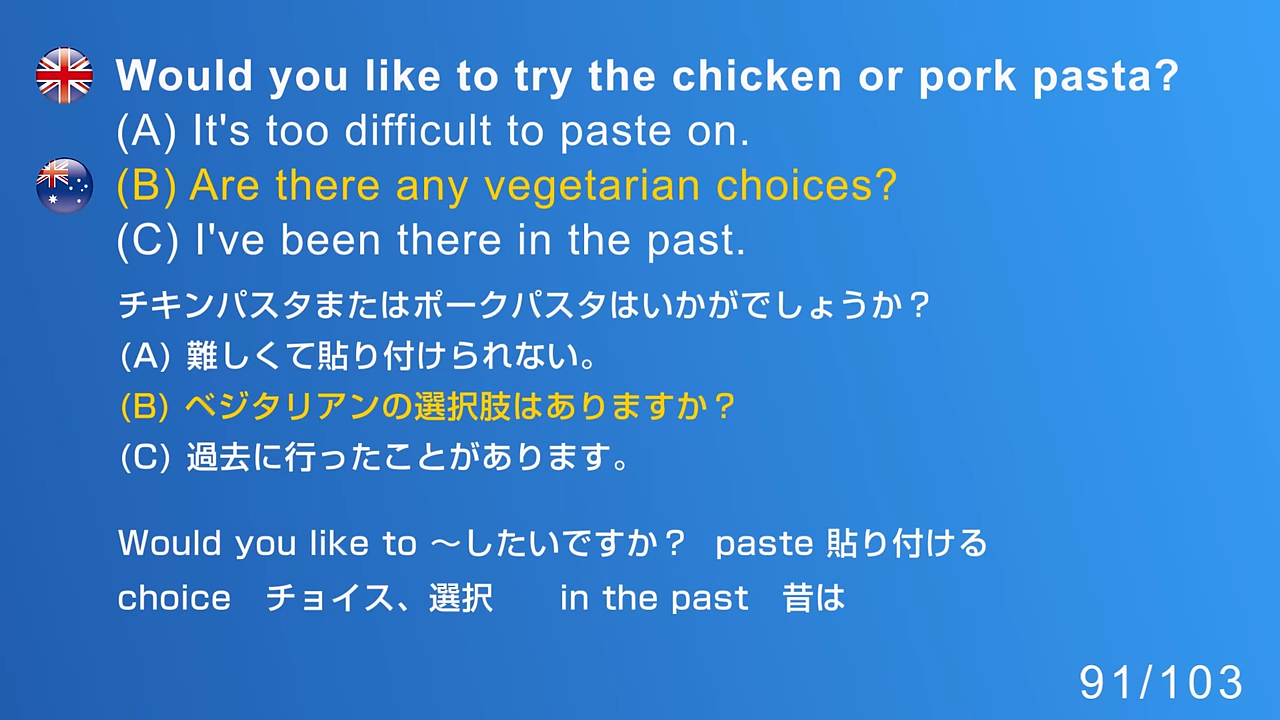 Would you like to try the chicken or pork pasta?
(A) It's too difficult to paste on.
(B) Are there any vegetarian choices?
(C) I've been there in the past.
チキンパスタまたはポークパスタはいかがでしょうか？
(A) 難しくて貼り付けられない。
(B) ベジタリアンの選択肢はありますか？
(C) 過去に行ったことがあります。
Would you like to ～したいですか？ paste 貼り付ける
choice チョイス、選択 in the past 昔は
91/103